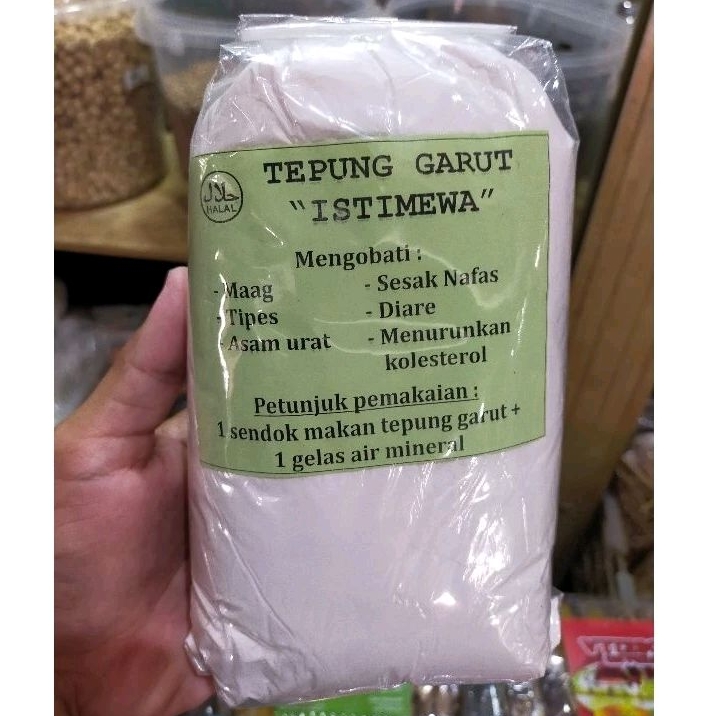 TEPUNG GARUT
"ISTIMEWA"
حلال
HALAL
Mengobati :
- Maag
- Tipes
- Asam urat
- Sesak Nafas
- Diare
- Menurunkan
kolesterol
Petunjuk pemakaian :
1 sendok makan tepung garut +
1 gelas air mineral